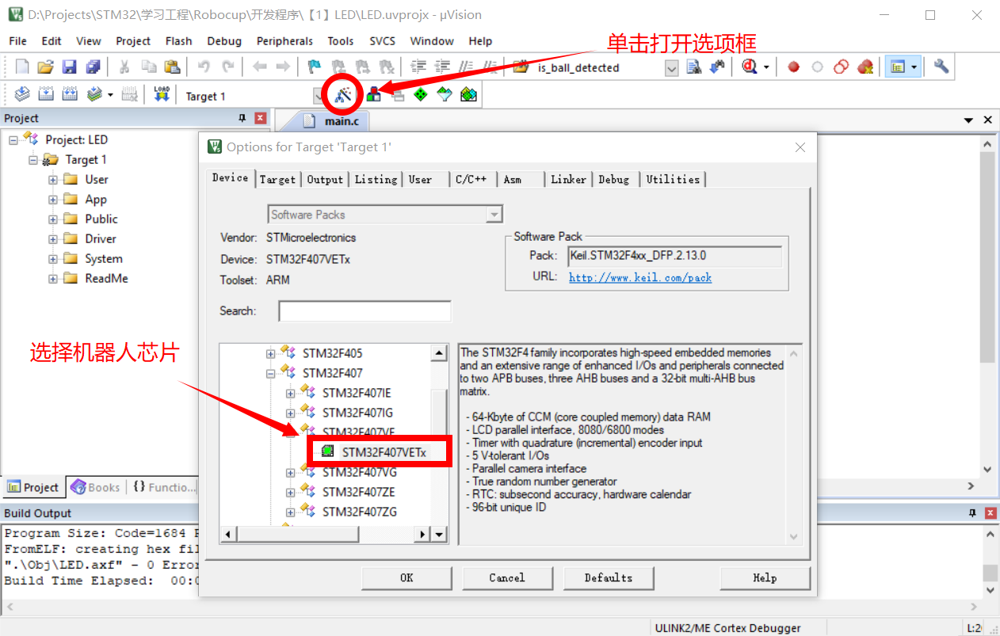 D:\Projects\STM32\学习工程\Robocup\开发程序\【1】LED\LED.uvprojx - µVision
File Edit View Project Flash Debug Peripherals Tools SVCS Window Help
单击打开选项框
is_ball_detected
LOAD
Target 1
Project
main.c
Project: LED
Target 1
User
App
Public
Driver
System
ReadMe
Options for Target 'Target 1'
Device Target Output Listing User C/C++ Asm Linker Debug Utilities
Software Packs
Vendor: STMicroelectronics
Device: STM32F407VETx
Toolset: ARM
Search:
Software Pack
Pack: Keil.STM32F4xx_DFP.2.13.0
URL: http://www.keil.com/pack
选择机器人芯片
STM32F405
STM32F407
STM32F407IE
STM32F407IG
STM32F407VE
STM32F407VETx
STM32F407VG
STM32F407ZE
STM32F407ZG
The STM32F4 family incorporates high-speed embedded memories
and an extensive range of enhanced I/Os and peripherals connected
to two APB buses, three AHB buses and a 32-bit multi-AHB bus
matrix.
- 64-Kbyte of CCM (core coupled memory) data RAM
- LCD parallel interface, 8080/6800 modes
- Timer with quadrature (incremental) encoder input
- 5 V-tolerant I/Os
- Parallel camera interface
- True random number generator
- RTC: subsecond accuracy, hardware calendar
- 96-bit unique ID
OK Cancel Defaults Help
Project Books {} Functio...
Build Output
Program Size: Code=1684
FromELF: creating hex fil
".\Obj\LED.axf" - 0 Error
Build Time Elapsed: 00:0
ULINK2/ME Cortex Debugger
L:2